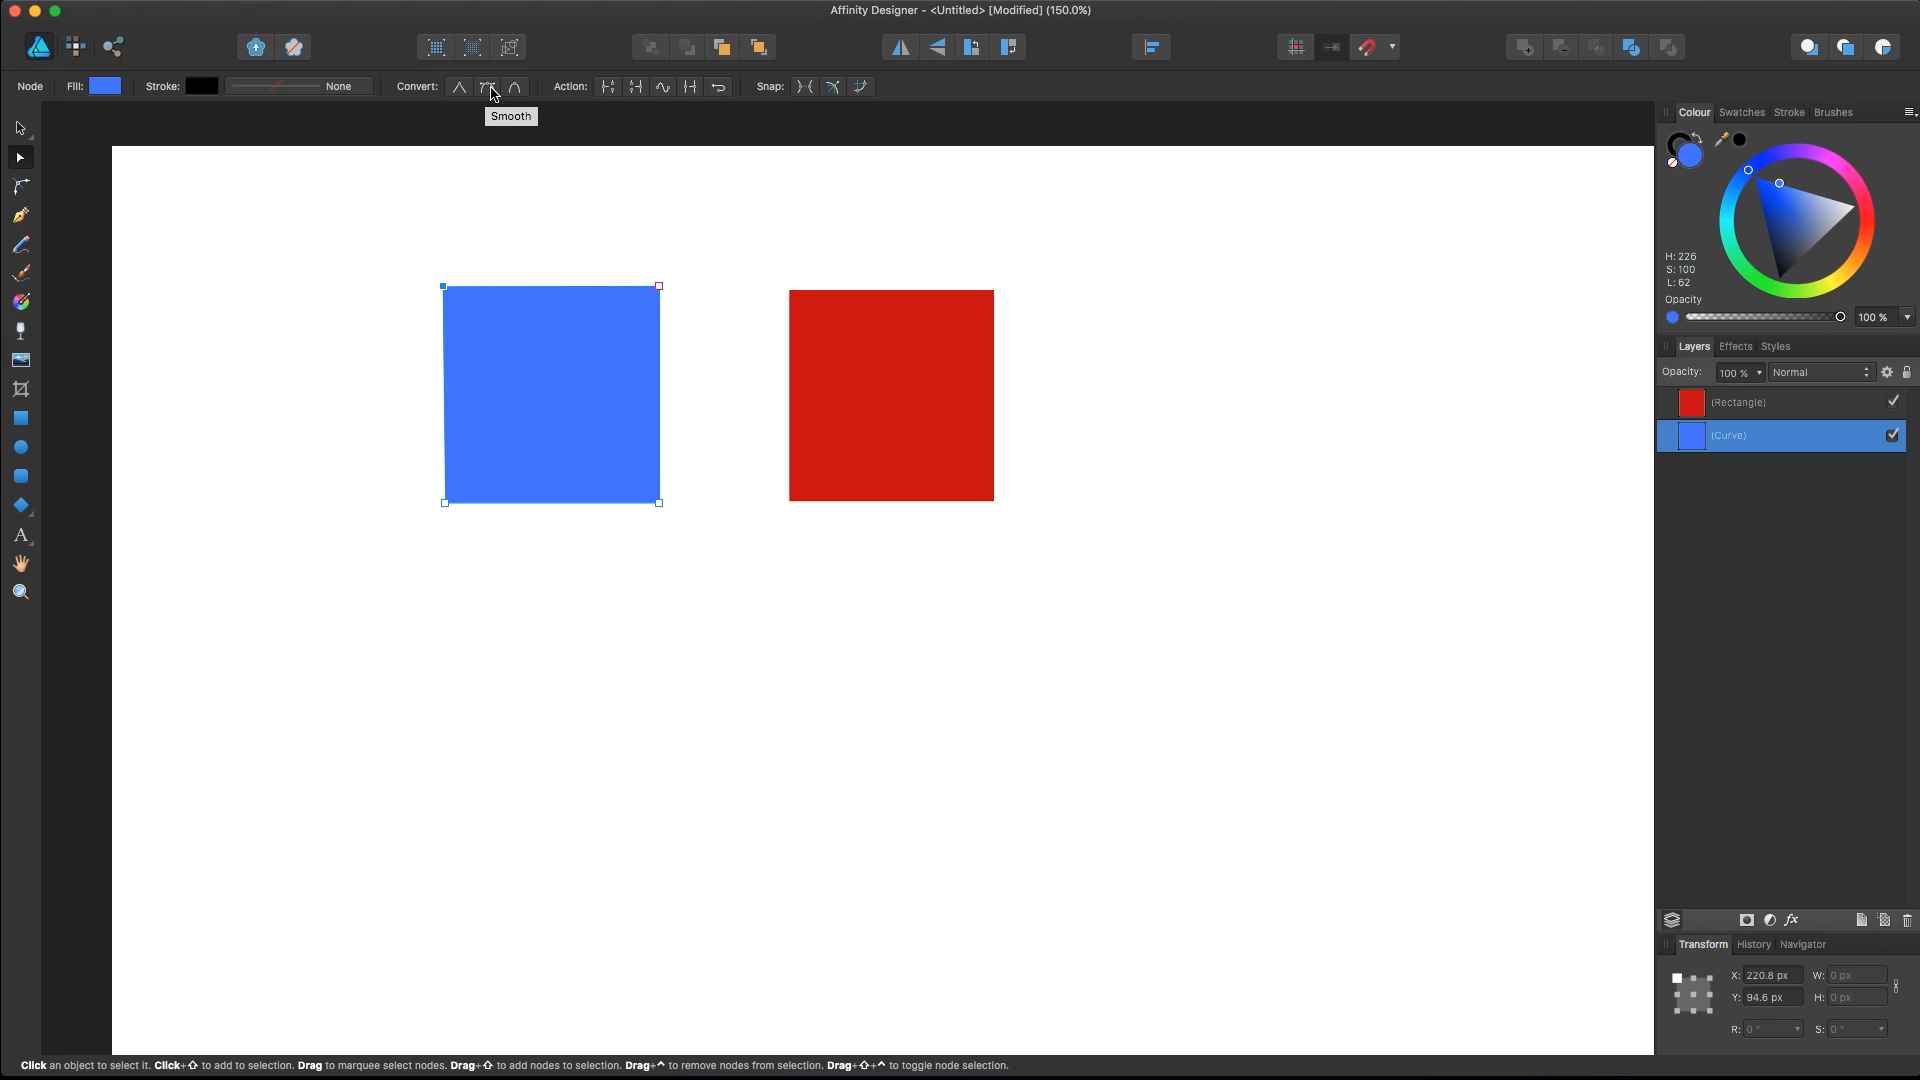 Affinity Designer - <Untitled> [Modified] (150.0%)
Node Fill: Stroke: None Convert: Action: Snap:
Smooth
Colour Swatches Stroke Brushes
H: 226
S: 100
L: 62
Opacity
100 %
Layers Effects Styles
Opacity: 100 % Normal
(Rectangle)
(Curve)
A
fx
Transform History Navigator
X: 220.8 px W: 0 px
Y: 94.6 px H: 0 px
R: 0 ° S: 0 °
Click an object to select it. Click+⇧ to add to selection. Drag to marquee select nodes. Drag+⇧ to add nodes to selection. Drag+^ to remove nodes from selection. Drag+⇧+^ to toggle node selection.